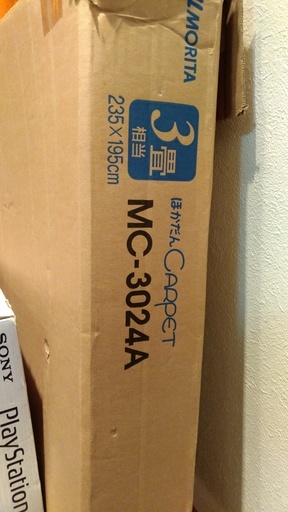 MORITA
3畳
相当
235×195cm
ほかだんCARPET
MC-3024A
SONY
PlayStation